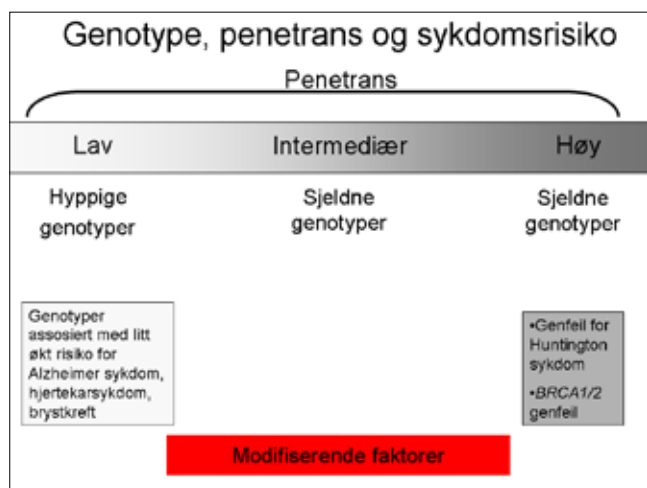 Genotype, penetrans og sykdomsrisiko
Penetrans
Lav Intermediær Høy
Hyppige
genotyper
Sjeldne
genotyper
Sjeldne
genotyper
Genotyper
assosiert med litt
økt risiko for
Alzheimer sykdom,
hjertekarsykdom,
brystkreft
•Genfeil for
Huntington
sykdom
•BRCA1/2
genfeil
Modifiserende faktorer